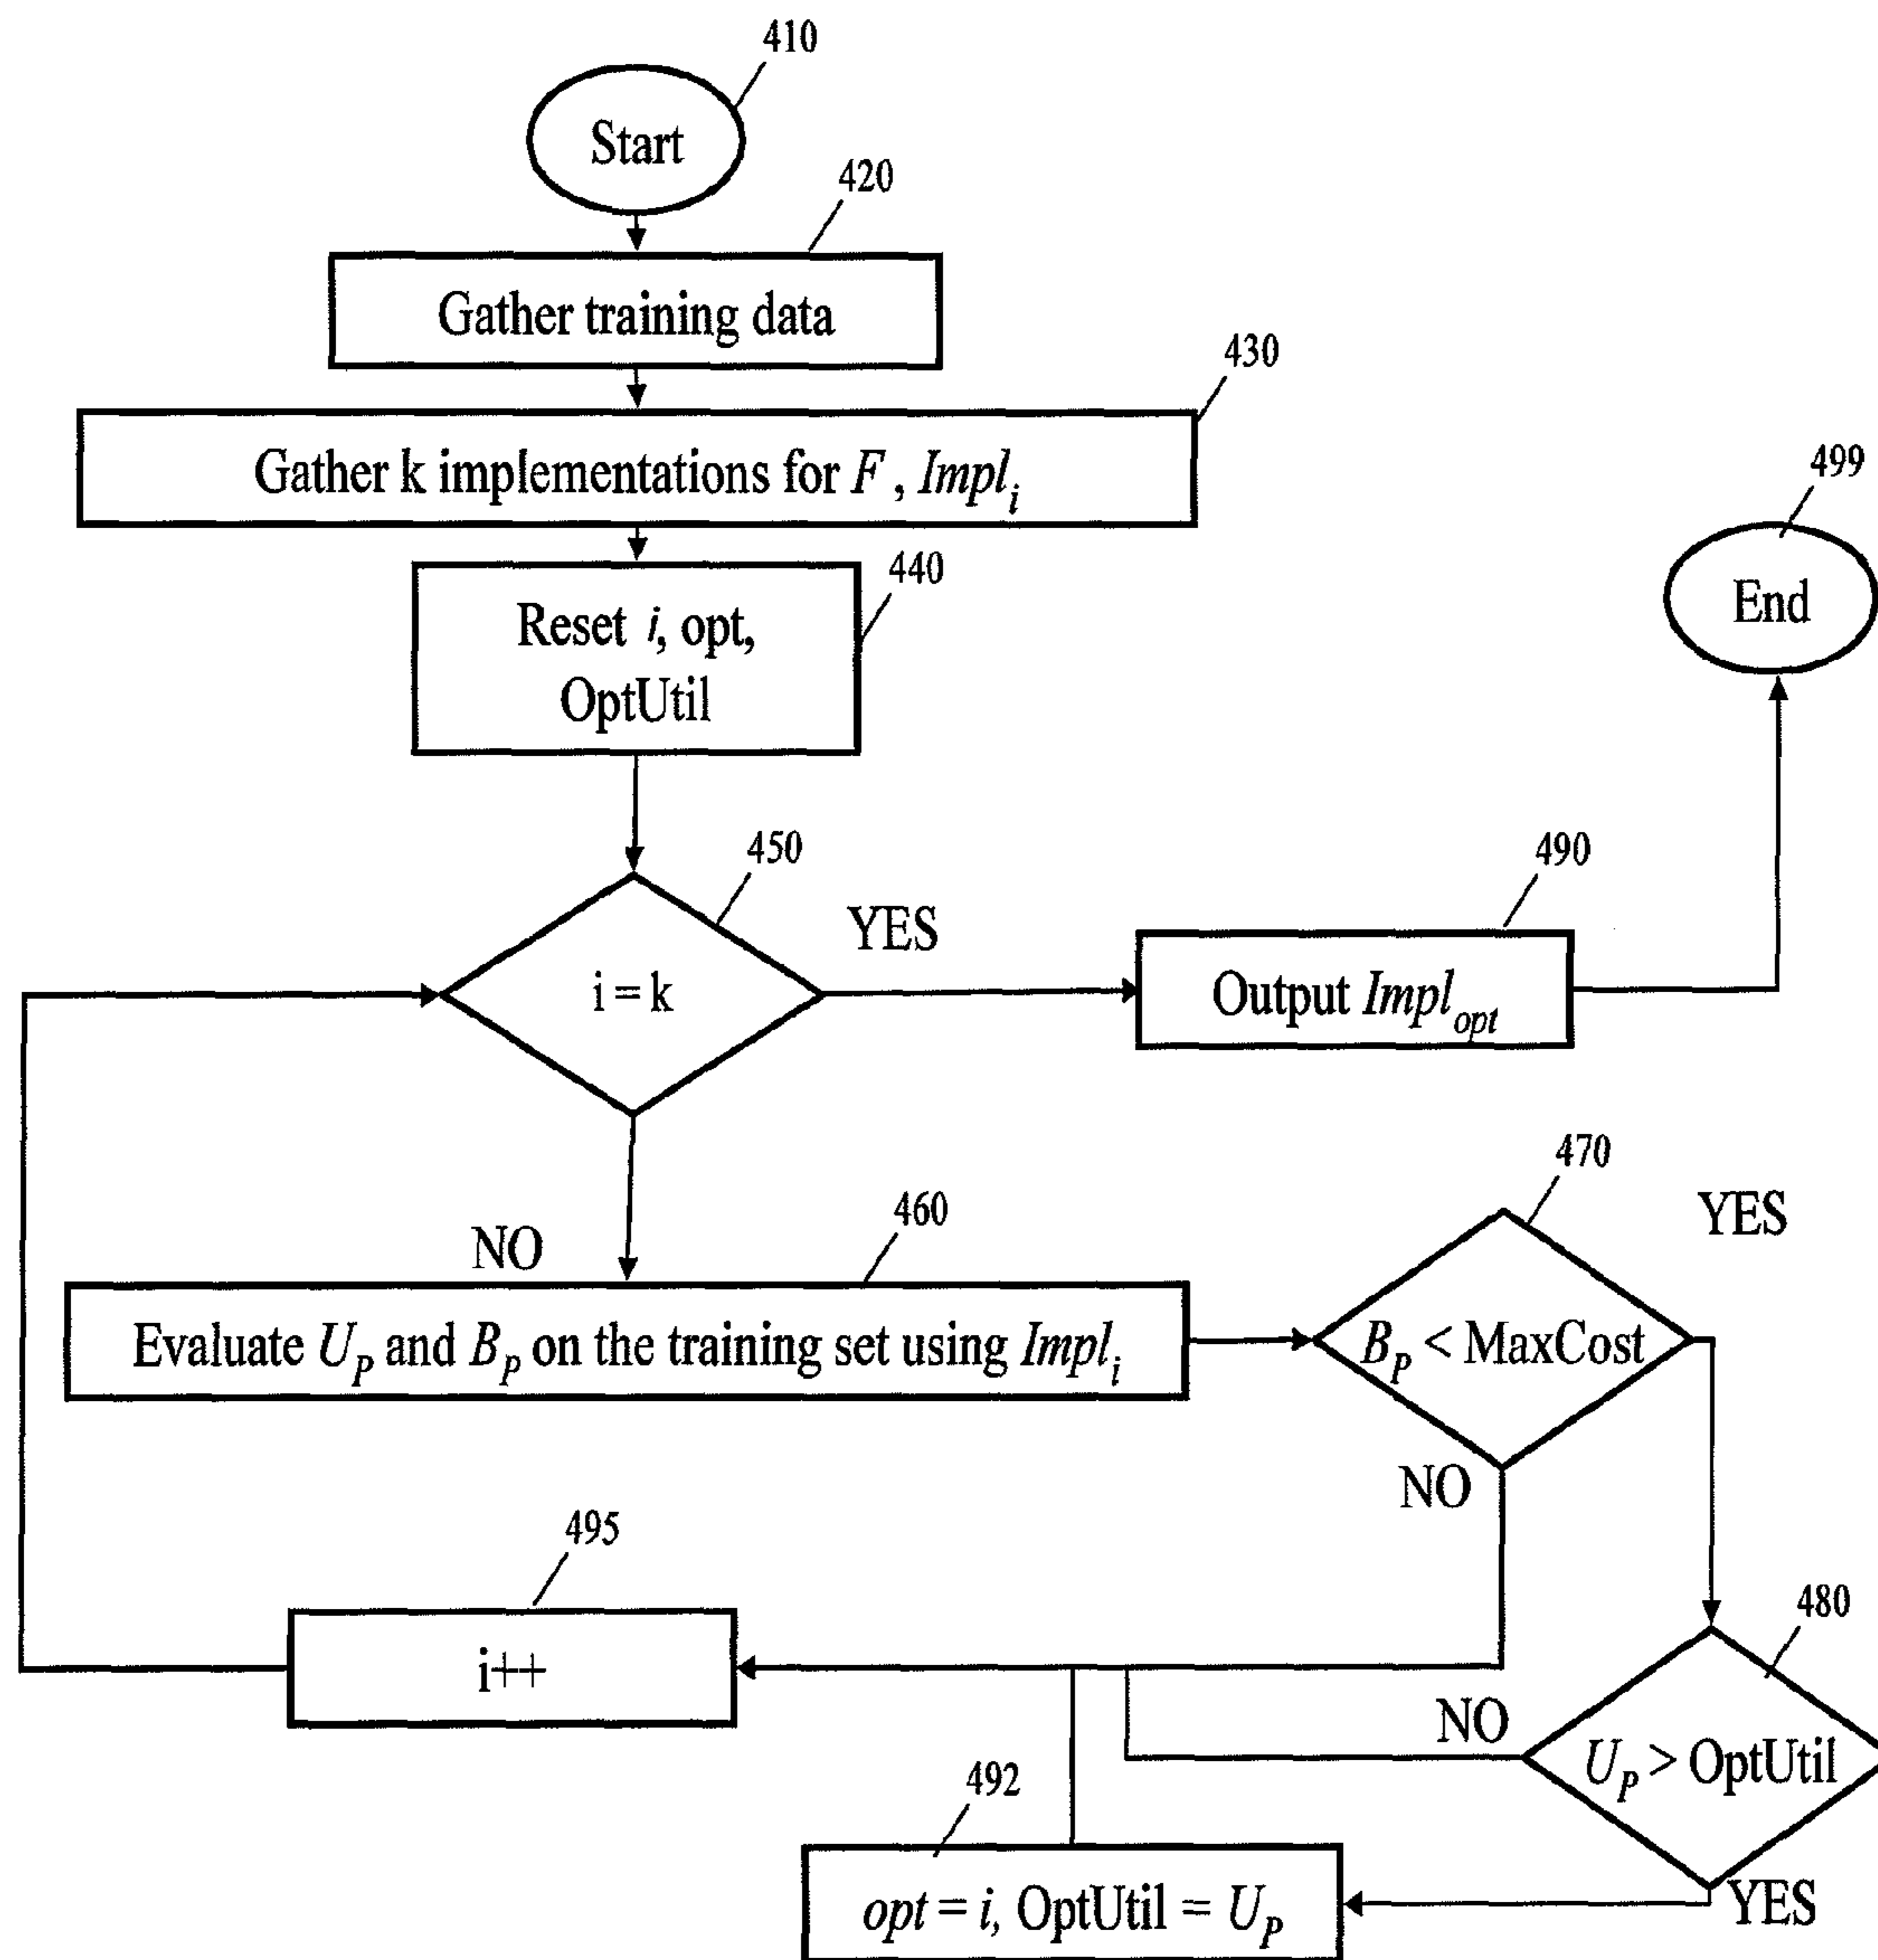 410
Start
420
Gather training data
430
Gather k implementations for F , Impl_i
499
End
440
Reset i, opt,
OptUtil
450
i = k
YES
490
Output Impl_opt
NO
460
Evaluate U_P and B_P on the training set using Impl_i
470
B_P < MaxCost
YES
NO
495
i++
480
U_P > OptUtil
NO
YES
492
opt = i, OptUtil = U_P